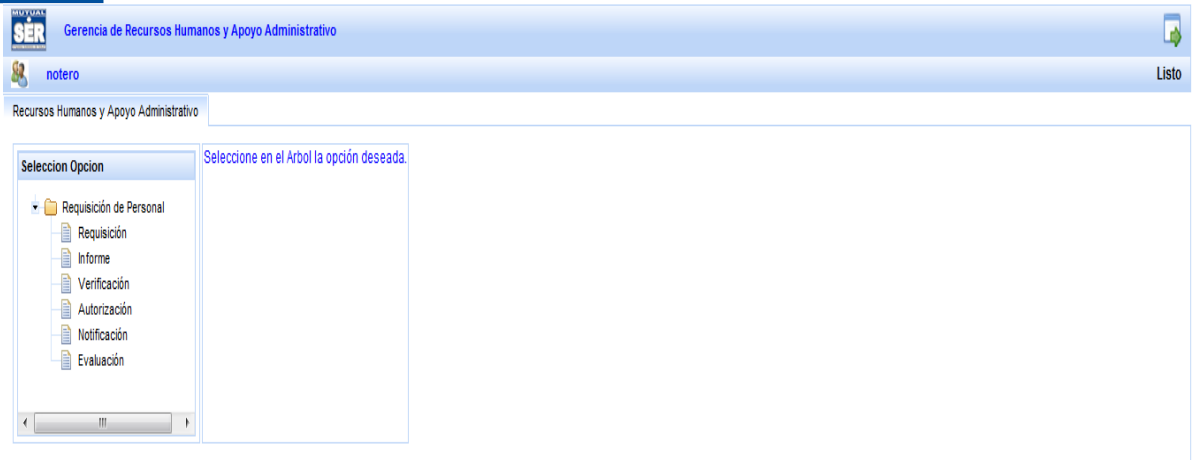 MUTUAL
SER
Gerencia de Recursos Humanos y Apoyo Administrativo
notero
Listo
Recursos Humanos y Apoyo Administrativo
Seleccion Opcion
Seleccione en el Arbol la opción deseada.
Requisición de Personal
Requisición
Informe
Verificación
Autorización
Notificación
Evaluación